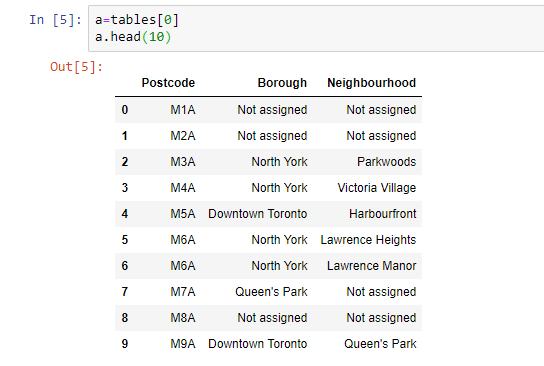 In [5]: a=tables[0]
a.head(10)
Out[5]:
Postcode Borough Neighbourhood
0 M1A Not assigned Not assigned
1 M2A Not assigned Not assigned
2 M3A North York Parkwoods
3 M4A North York Victoria Village
4 M5A Downtown Toronto Harbourfront
5 M6A North York Lawrence Heights
6 M6A North York Lawrence Manor
7 M7A Queen's Park Not assigned
8 M8A Not assigned Not assigned
9 M9A Downtown Toronto Queen's Park